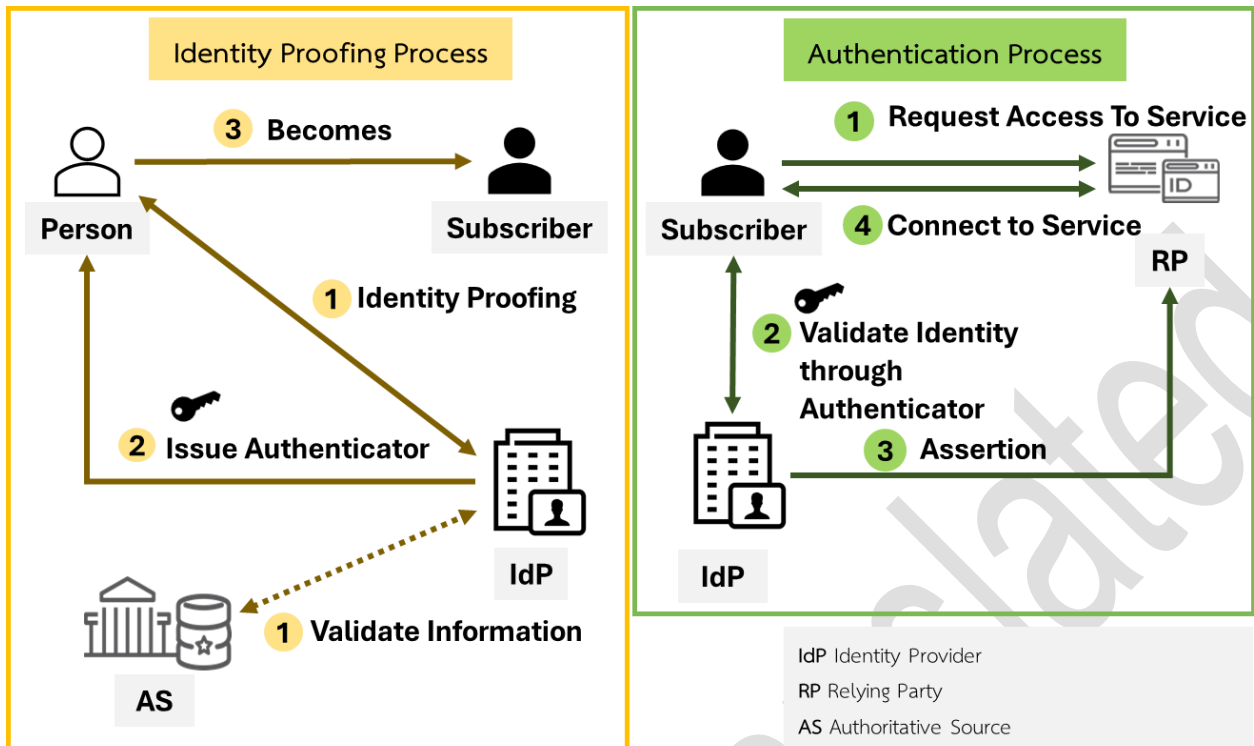 Identity Proofing Process
3 Becomes
Person
Subscriber
1 Identity Proofing
2 Issue Authenticator
IdP
1 Validate Information
AS
Authentication Process
1 Request Access To Service
ID
Subscriber
4 Connect to Service
RP
2 Validate Identity
through
Authenticator
3 Assertion
IdP
IdP Identity Provider
RP Relying Party
AS Authoritative Source